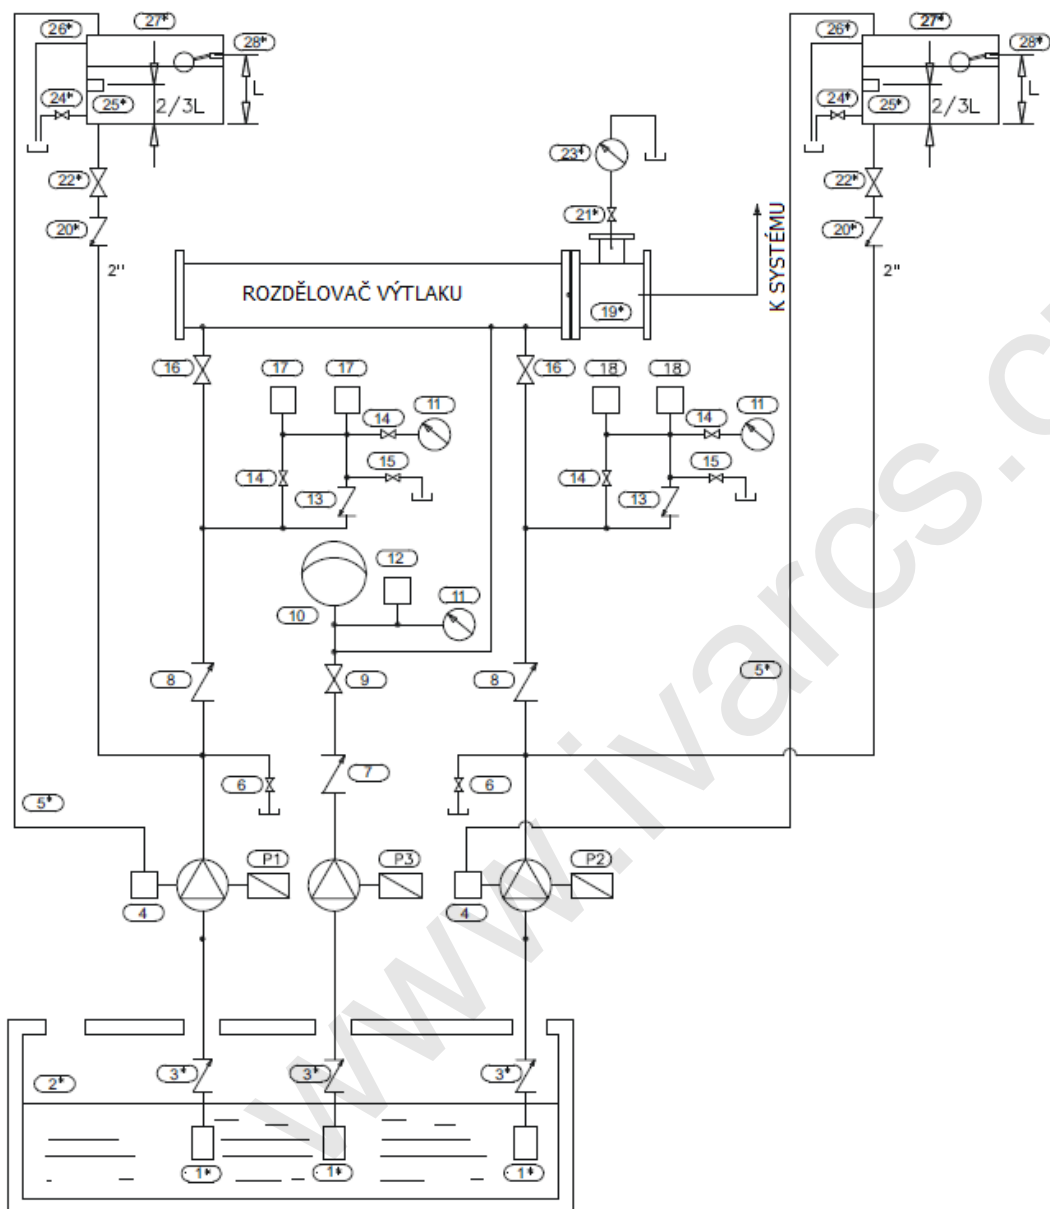 26* 27* 28* 26* 27* 28*
24* 25* 2/3L L 24* 25* 2/3L L
23*
22* 22*
21*
20* 20*
2'' 2''
K SYSTÉMU
ROZDĚLOVAČ VÝTLAKU
19*
16 17 17 16 18 18
11 11
14 14
15 15
14 14
13 13
12
11
10
8 9 8
5*
7
6 6
5*
P1 P3 P2
4 4
3* 3* 3*
2*
1* 1* 1*
www.ivarcs.c